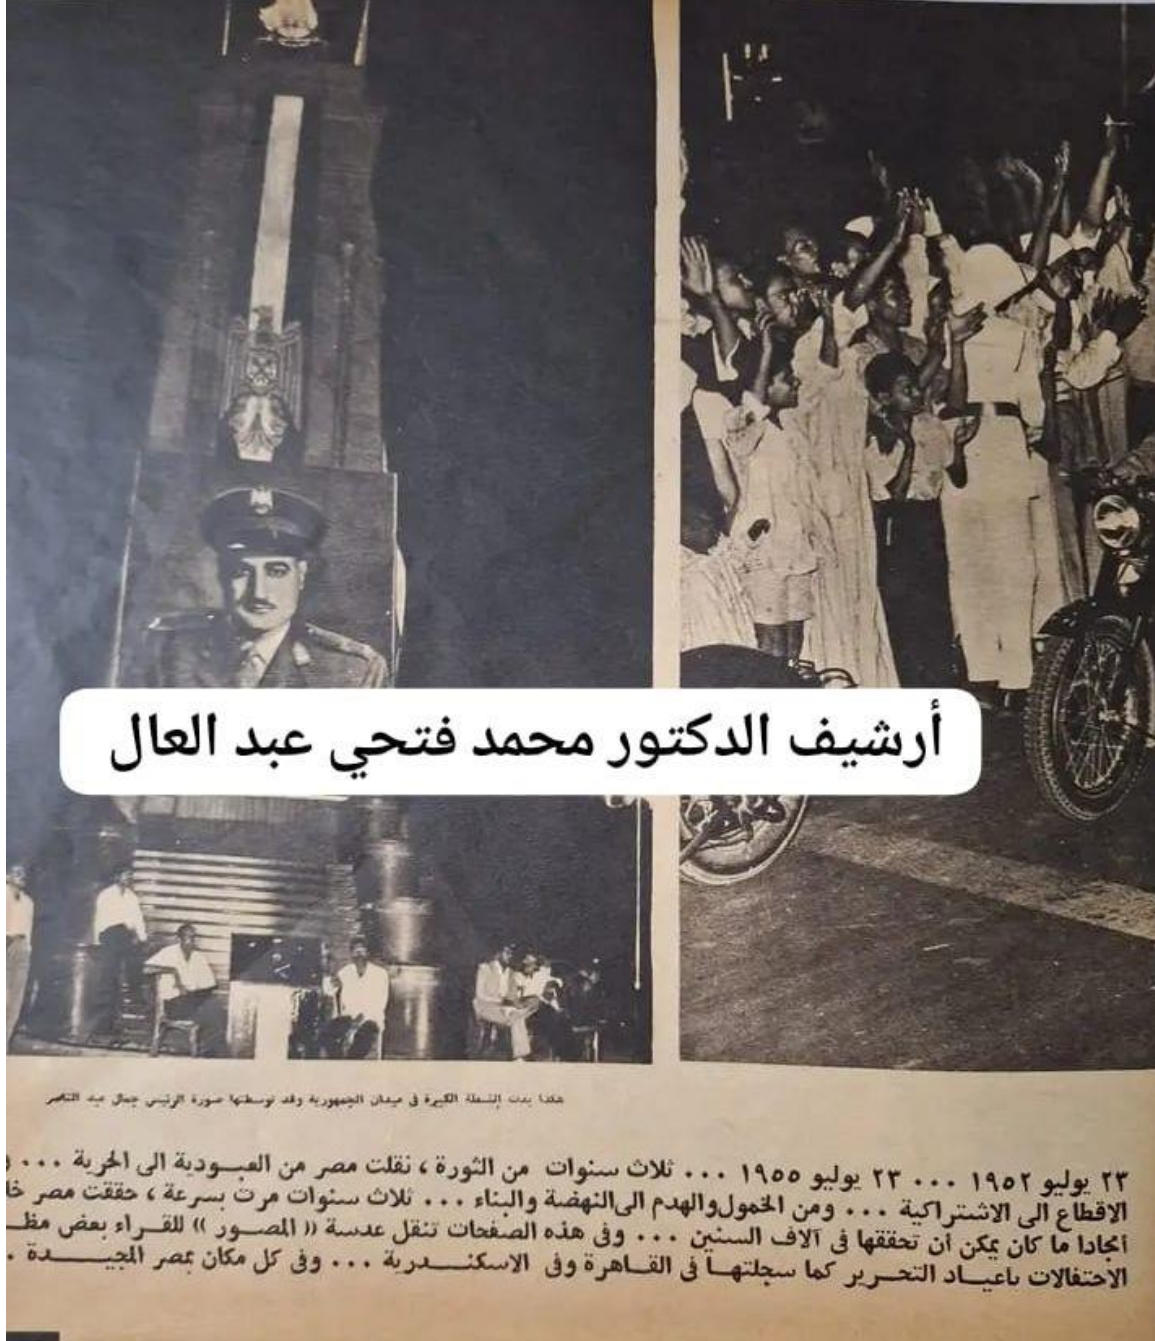 أرشيف الدكتور محمد فتحي عبد العال
هكذا بدت الشعلة الكبيرة في ميدان الجمهورية وقد توسطتها صورة الرئيس جمال عبد الناصر
٢٣ يوليو ١٩٥٢ ... ٢٣ يوليو ١٩٥٥ ... ثلاث سنوات من الثورة ، نقلت مصر من العبودية الى الحرية ...
الاقطاع الى الاشتراكية ... ومن الخمول والهدم الى النهضة والبناء ... ثلاث سنوات مرت بسرعة ، حققت مصر
أمجادا ما كان يمكن أن تحققها في آلاف السنين ... وفي هذه الصفحات تنقل عدسة (( المصور )) للقراء بعض
الاحتفالات باعياد التحرير كما سجلتها في القاهرة وفي الاسكندرية ... وفي كل مكان بمصر المجيدة .